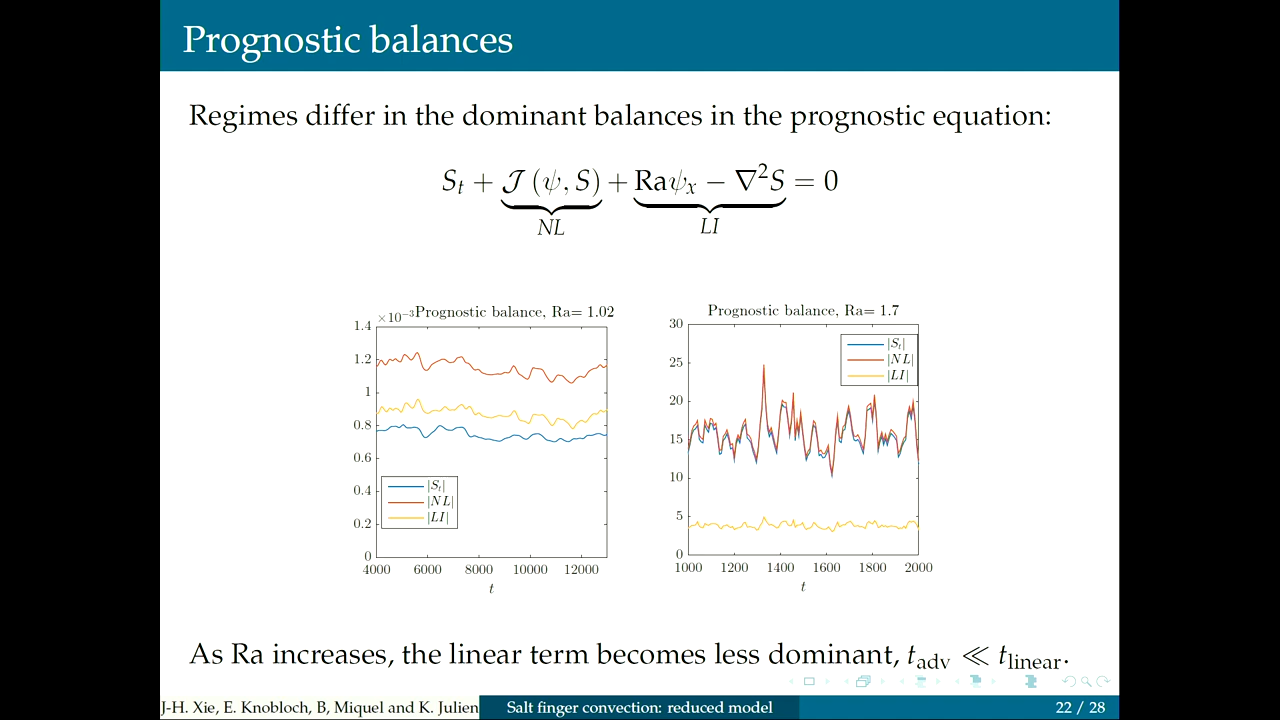 Prognostic balances
Regimes differ in the dominant balances in the prognostic equation:
S_t + 𝒥 (ψ, S) + Raψ_x − ∇²S = 0
NL LI
×10⁻³ Prognostic balance, Ra= 1.02
1.4
1.2
1
0.8
0.6
0.4
0.2
0
|S_t|
|NL|
|LI|
4000 6000 8000 10000 12000
t
Prognostic balance, Ra= 1.7
30
25
20
15
10
5
0
|S_t|
|NL|
|LI|
1000 1200 1400 1600 1800 2000
t
As Ra increases, the linear term becomes less dominant, t_adv ≪ t_linear.
J-H. Xie, E. Knobloch, B, Miquel and K. Julien Salt finger convection: reduced model 22 / 28